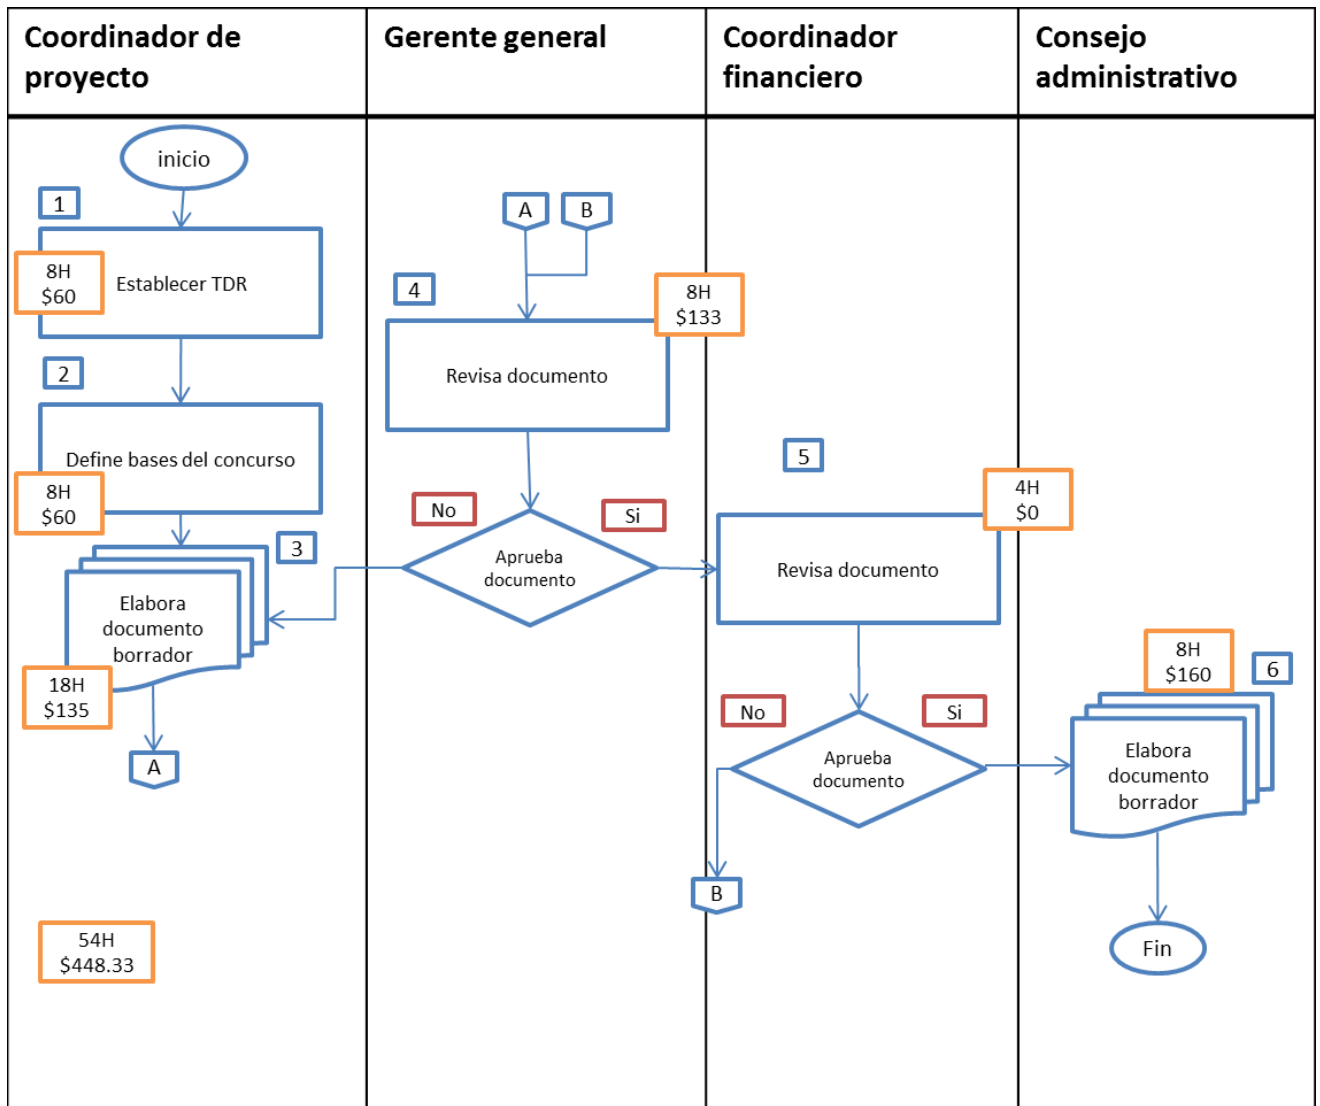 Coordinador de
proyecto
Gerente general
Coordinador
financiero
Consejo
administrativo
inicio
1
8H
$60
Establecer TDR
2
Define bases del concurso
8H
$60
3
Elabora
documento
borrador
18H
$135
A
54H
$448.33
A
B
4
8H
$133
Revisa documento
No
Si
Aprueba
documento
5
4H
$0
Revisa documento
No
Si
Aprueba
documento
B
8H
$160
6
Elabora
documento
borrador
Fin